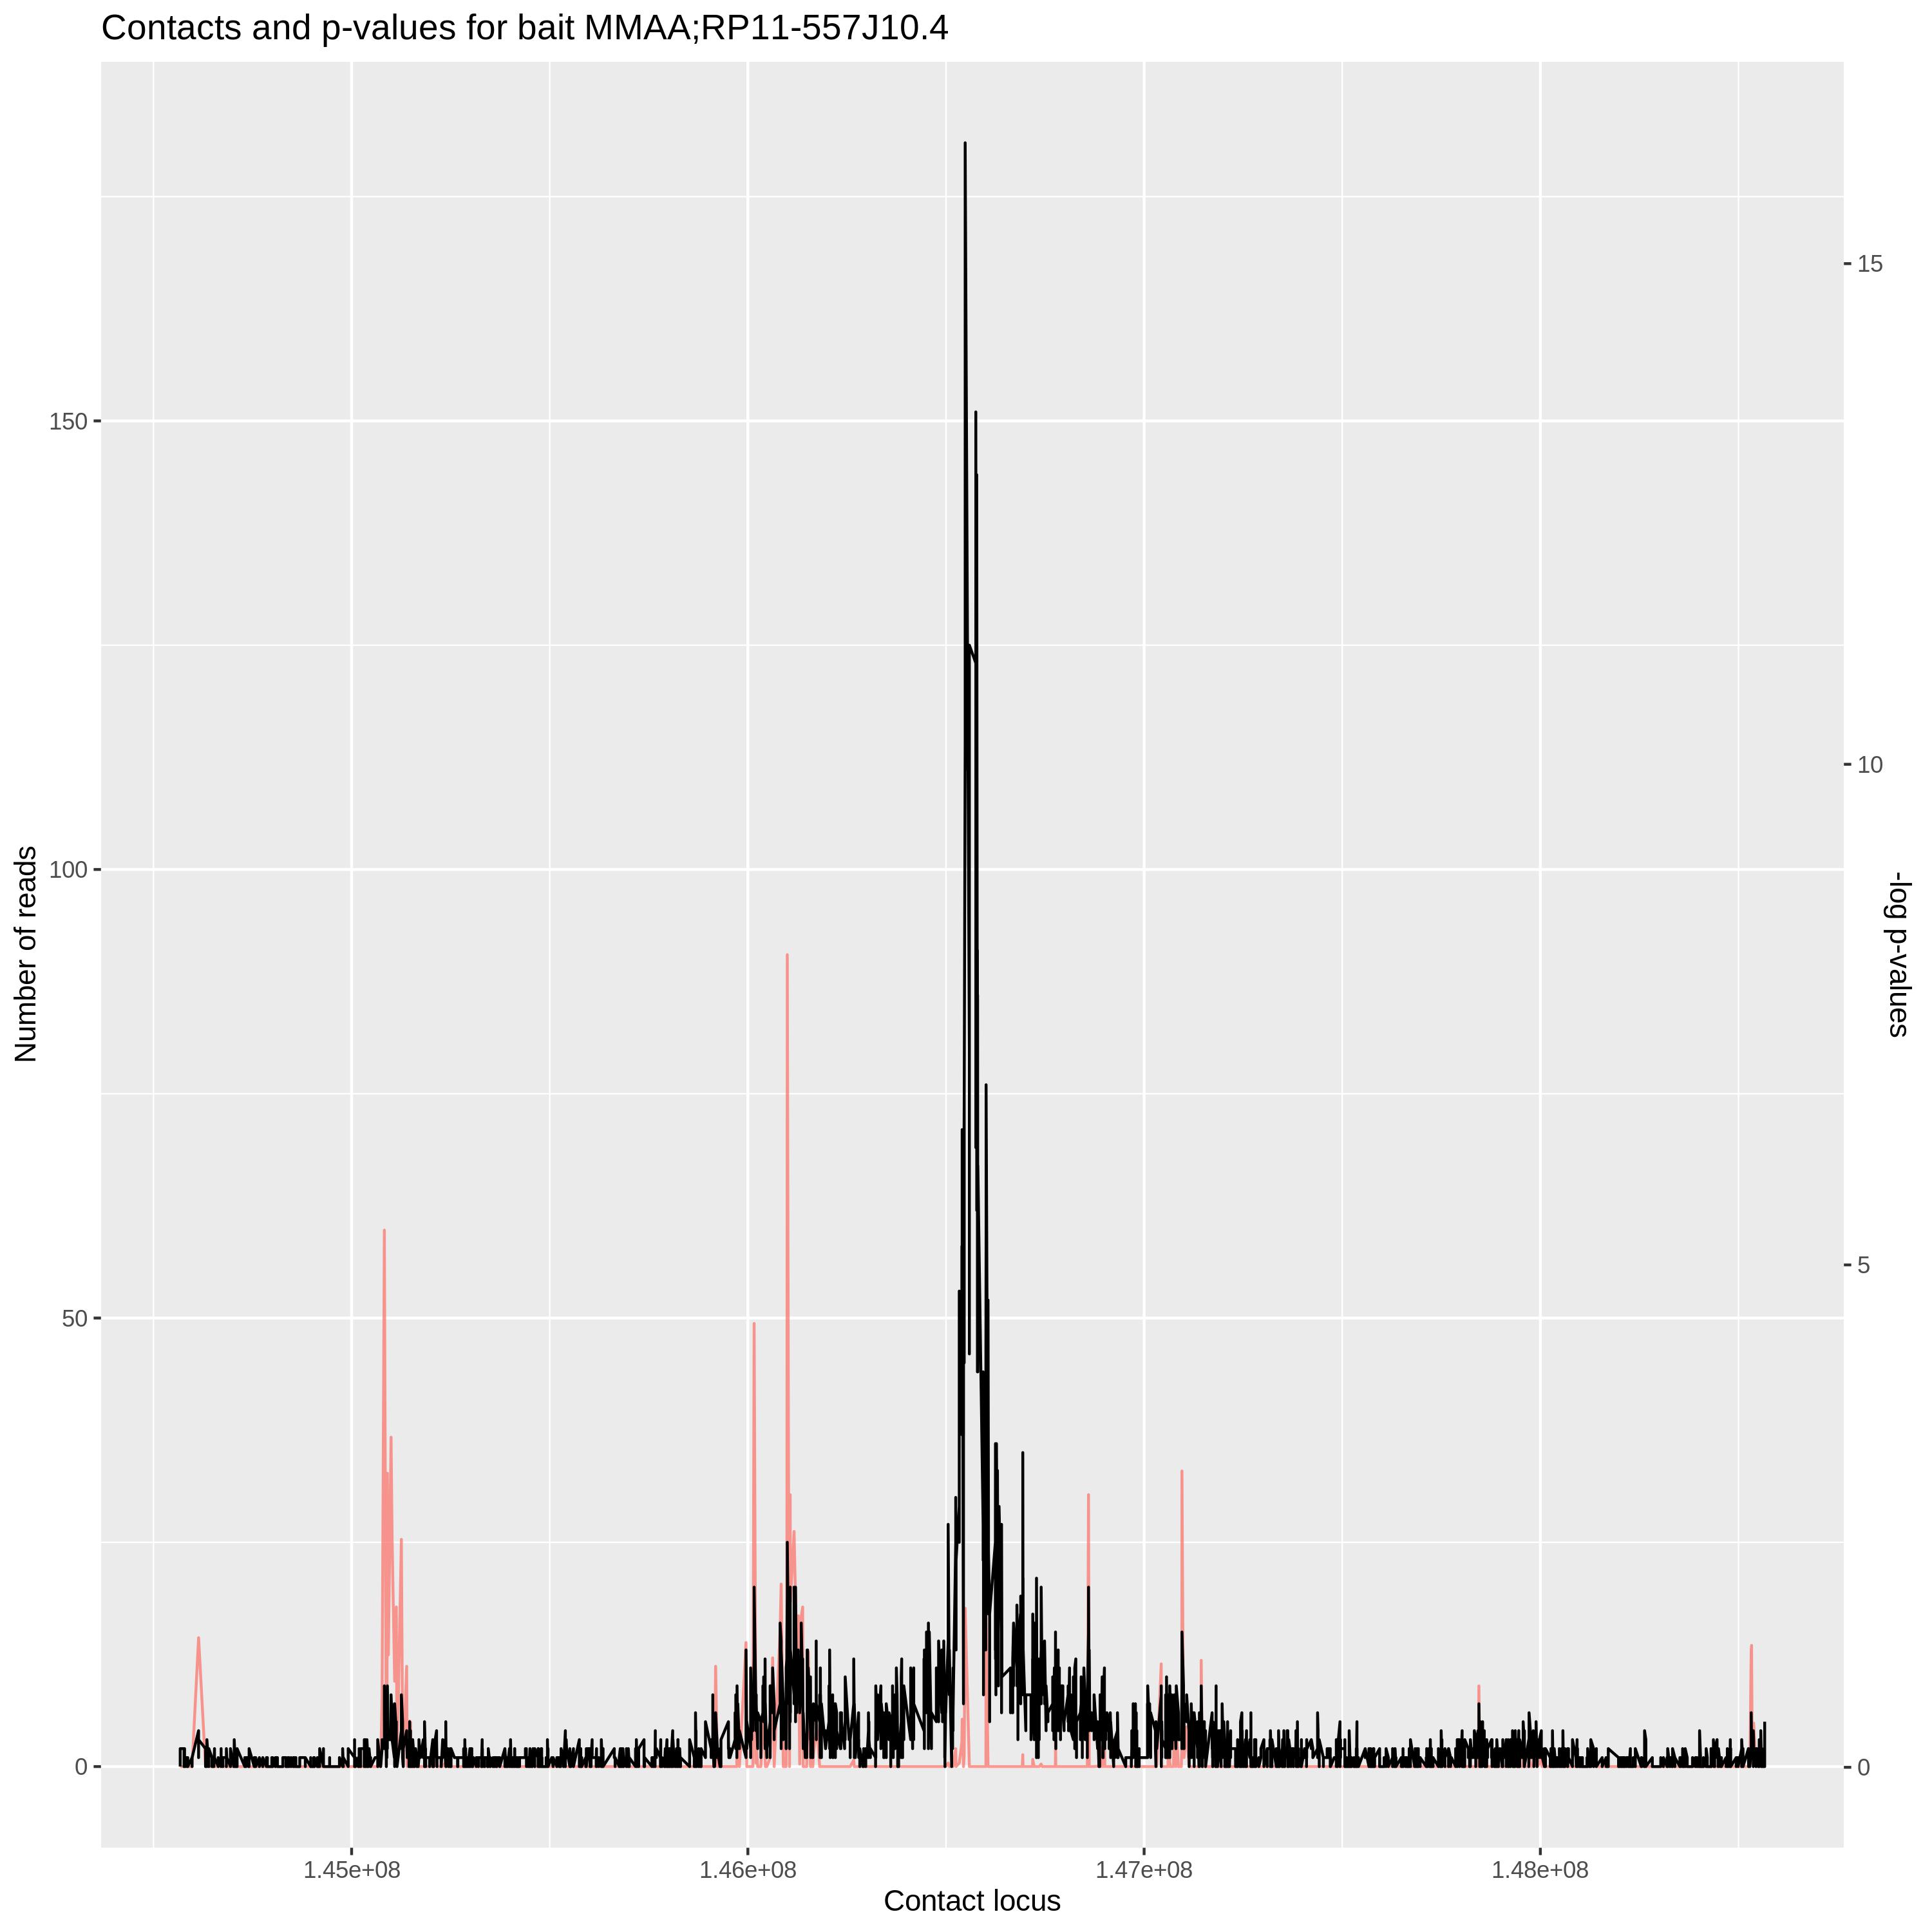 Contacts and p-values for bait MMAA;RP11-557J10.4
Number of reads
150
100
50
0
15
10
5
0
-log p-values
1.45e+08
1.46e+08
1.47e+08
1.48e+08
Contact locus